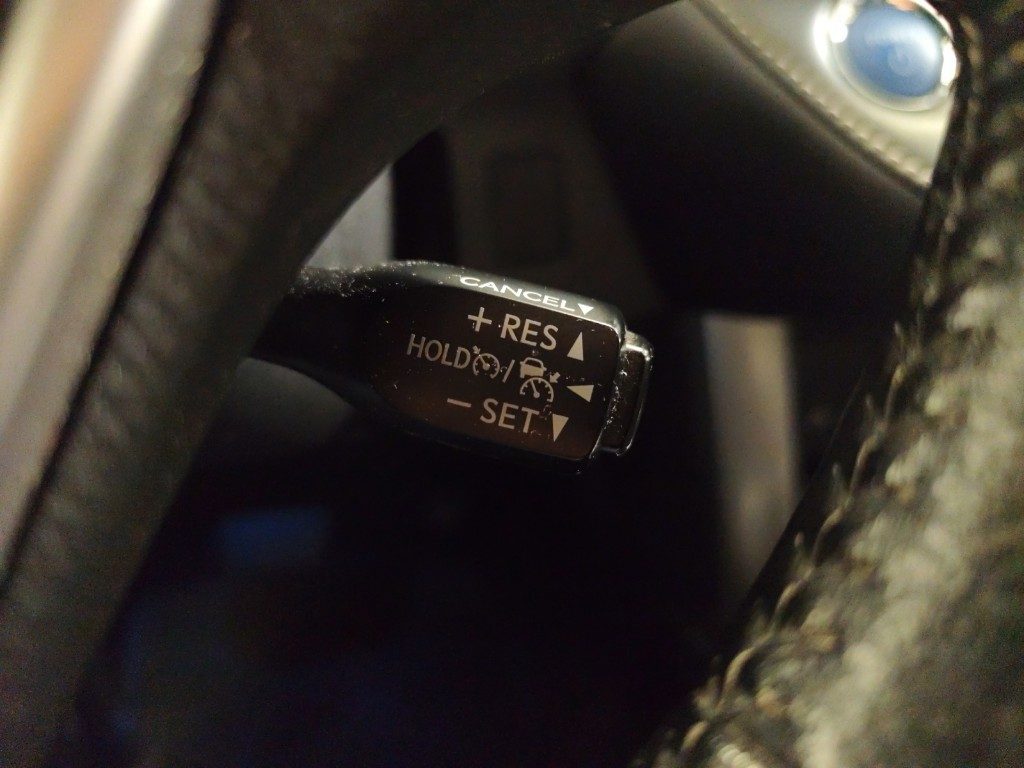 CANCEL▼
+ RES ▲
HOLD / ◀
− SET ▼